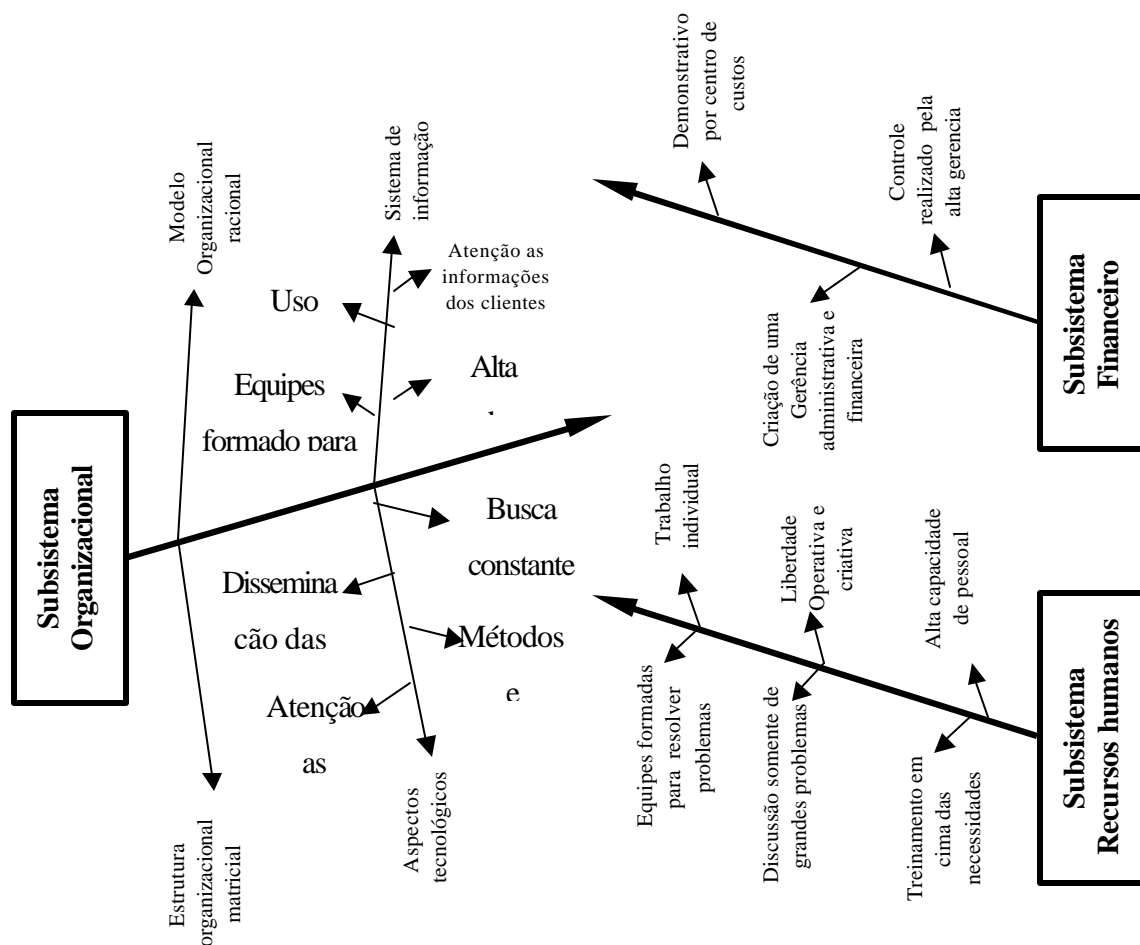 Subsistema
Organizacional
Modelo
Organizacional
racional
Estrutura
organizacional
matricial
Sistema de
informação
Atenção as
informações
dos clientes
Uso
Equipes
formado para
Alta
Busca
constante
Dissemina
cão das
Métodos
e
Atenção
as
Aspectos
tecnológicos
Demonstrativo
por centro de
custos
Controle
realizado pela
alta gerencia
Criação de uma
Gerência
administrativa e
financeira
Subsistema
Financeiro
Trabalho
individual
Liberdade
Operativa e
criativa
Alta capacidade
de pessoal
Equipes formadas
para resolver
problemas
Discussão somente de
grandes problemas
Treinamento em
cima das
necessidades
Subsistema
Recursos humanos